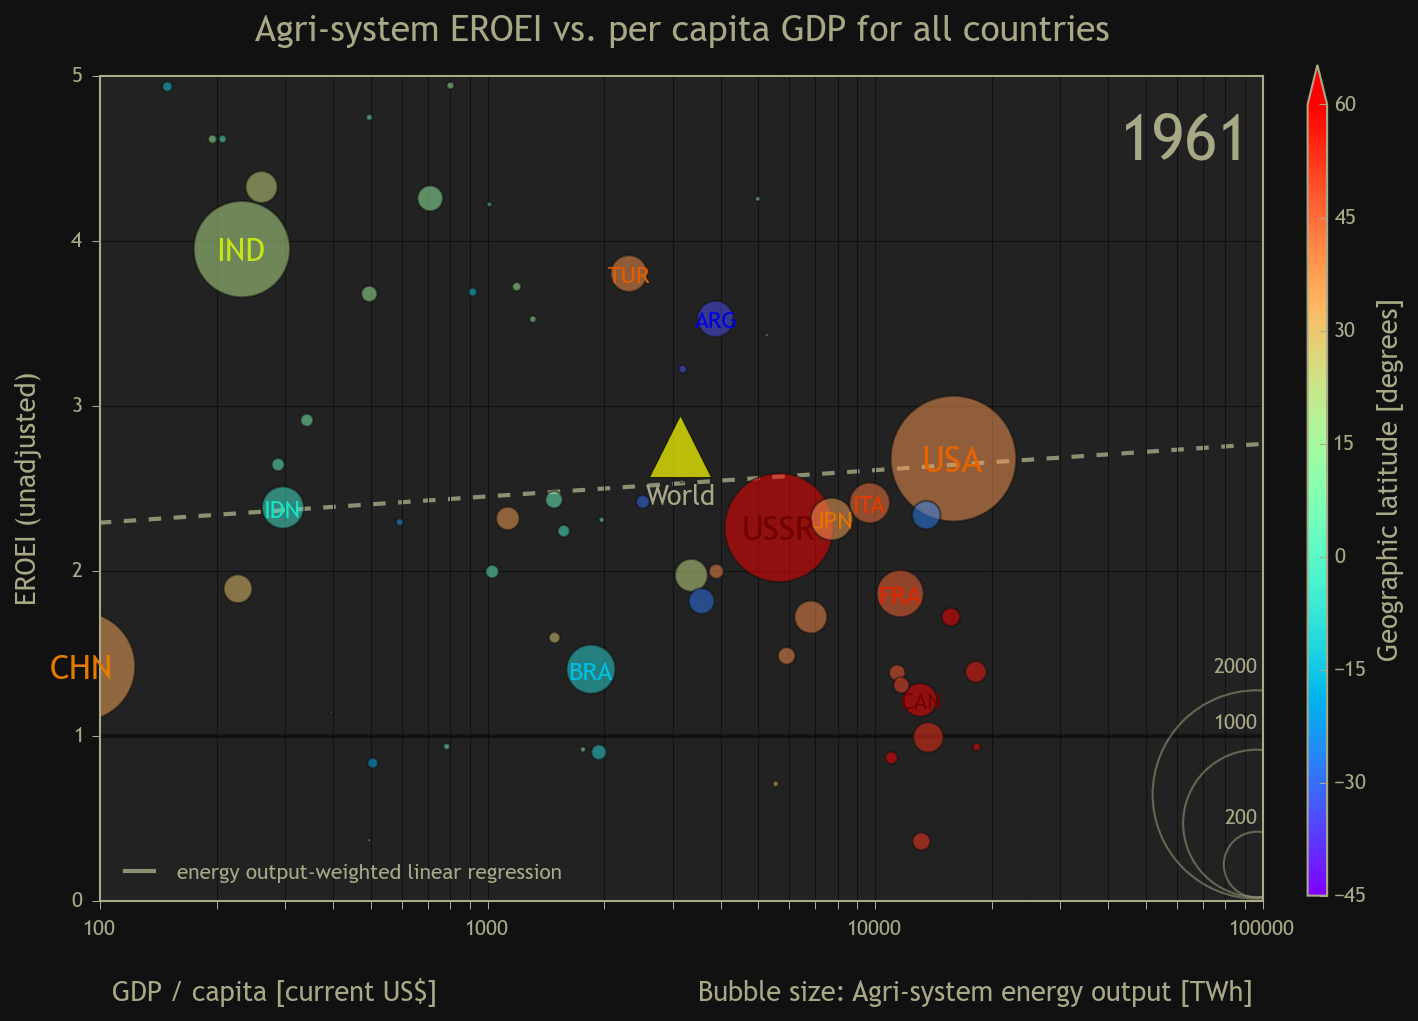 Agri-system EROEI vs. per capita GDP for all countries
1961
5
4
3
2
1
0
EROEI (unadjusted)
IND
TUR
ARG
World
USA
IDN
USSR
JPN
ITA
FRA
CHN
BRA
CAN
2000
1000
200
energy output-weighted linear regression
100
1000
10000
100000
GDP / capita [current US$]
Bubble size: Agri-system energy output [TWh]
60
45
30
15
0
−15
−30
−45
Geographic latitude [degrees]